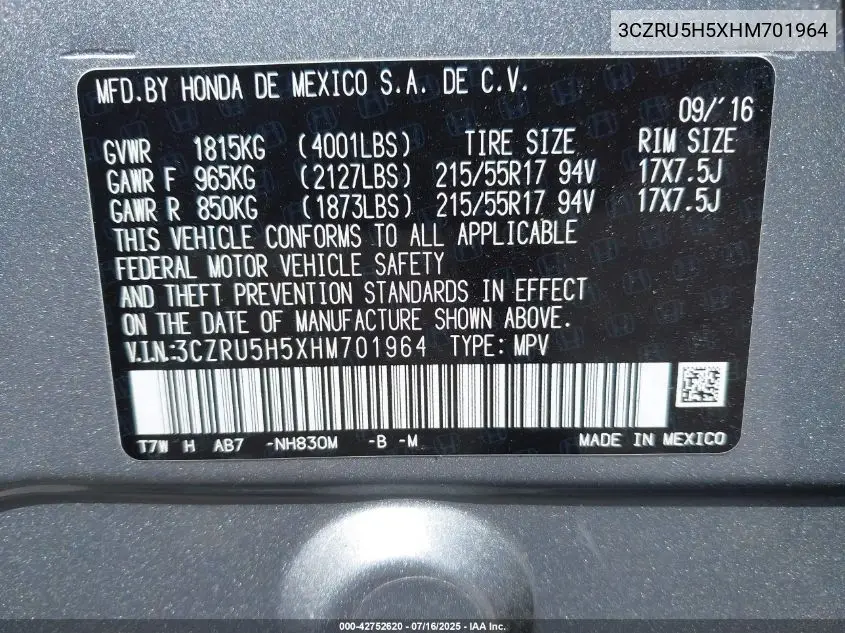 3CZRU5H5XHM701964
MFD.BY HONDA DE MEXICO S.A. DE C.V.
09/'16
GVWR 1815KG (4001LBS) TIRE SIZE RIM SIZE
GAWR F 965KG (2127LBS) 215/55R17 94V 17X7.5J
GAWR R 850KG (1873LBS) 215/55R17 94V 17X7.5J
THIS VEHICLE CONFORMS TO ALL APPLICABLE
FEDERAL MOTOR VEHICLE SAFETY
AND THEFT PREVENTION STANDARDS IN EFFECT
ON THE DATE OF MANUFACTURE SHOWN ABOVE.
V.I.N.:3CZRU5H5XHM701964 TYPE: MPV
T7W H AB7 -NH830M -B -M MADE IN MEXICO
000-42752620 - 07/16/2025 - IAA Inc.